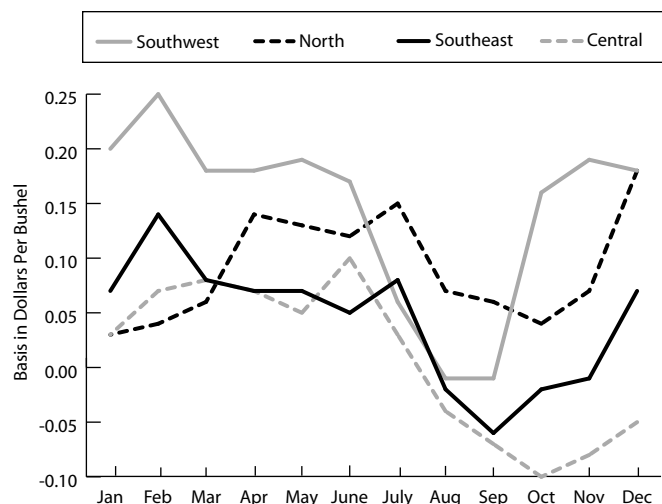 Southwest North Southeast Central
Basis in Dollars Per Bushel
0.25
0.20
0.15
0.10
0.05
0.00
-0.05
-0.10
Jan Feb Mar Apr May June July Aug Sep Oct Nov Dec